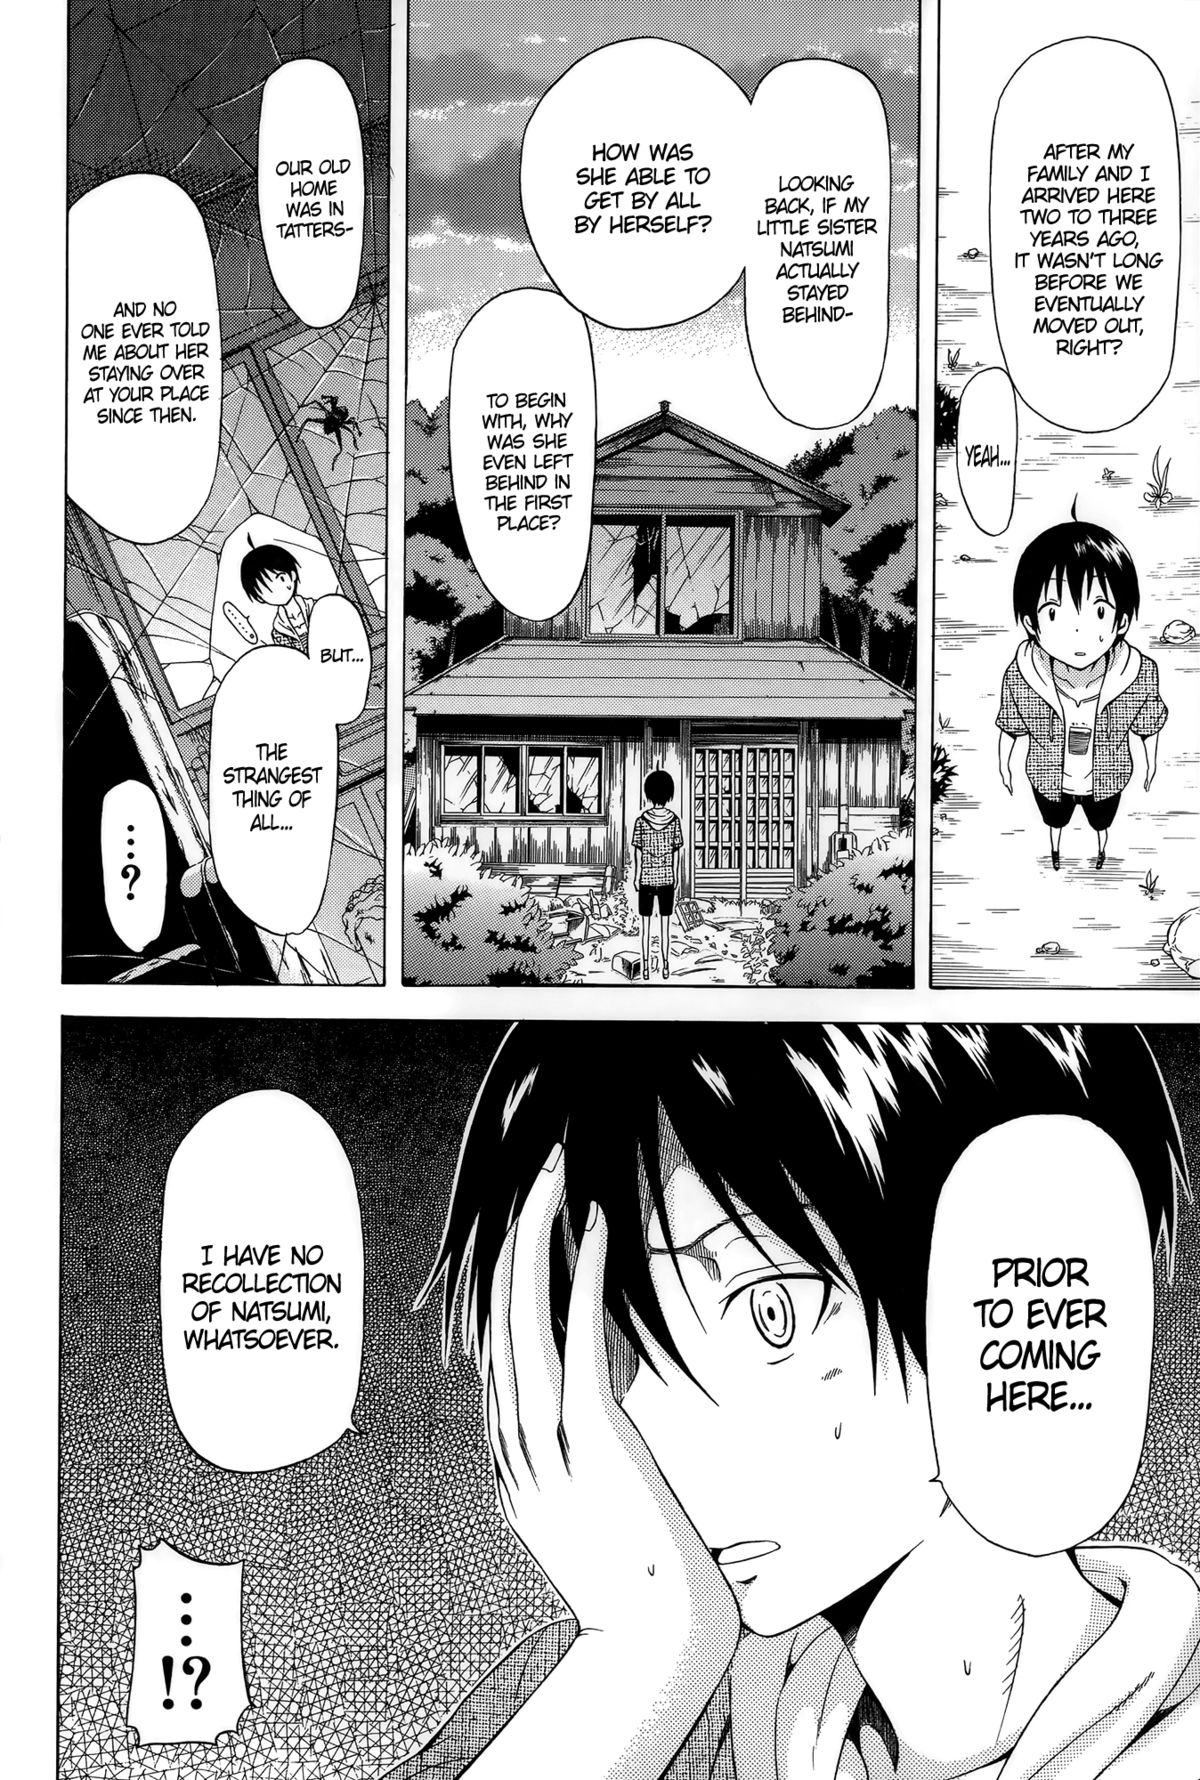 AFTER MY
FAMILY AND I
ARRIVED HERE
TWO TO THREE
YEARS AGO,
IT WASN'T LONG
BEFORE WE
EVENTUALLY
MOVED OUT,
RIGHT?
YEAH...
LOOKING
BACK, IF MY
LITTLE SISTER
NATSUMI
ACTUALLY
STAYED
BEHIND-
HOW WAS
SHE ABLE TO
GET BY ALL
BY HERSELF?
TO BEGIN
WITH, WHY
WAS SHE
EVEN LEFT
BEHIND IN
THE FIRST
PLACE?
OUR OLD
HOME
WAS IN
TATTERS-
AND NO
ONE EVER TOLD
ME ABOUT HER
STAYING OVER
AT YOUR PLACE
SINCE THEN.
BUT...
THE
STRANGEST
THING OF
ALL...
...?
PRIOR
TO EVER
COMING
HERE...
I HAVE NO
RECOLLECTION
OF NATSUMI,
WHATSOEVER.
...!?